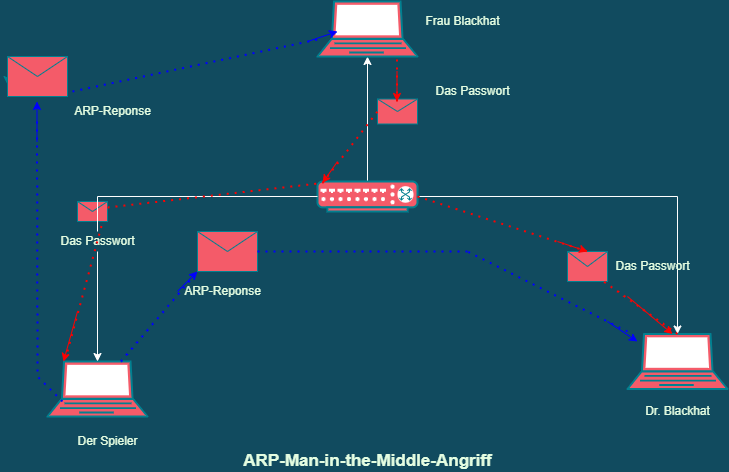 Frau Blackhat
Das Passwort
ARP-Reponse
Das Passwort
ARP-Reponse
Das Passwort
Dr. Blackhat
Der Spieler
ARP-Man-in-the-Middle-Angriff